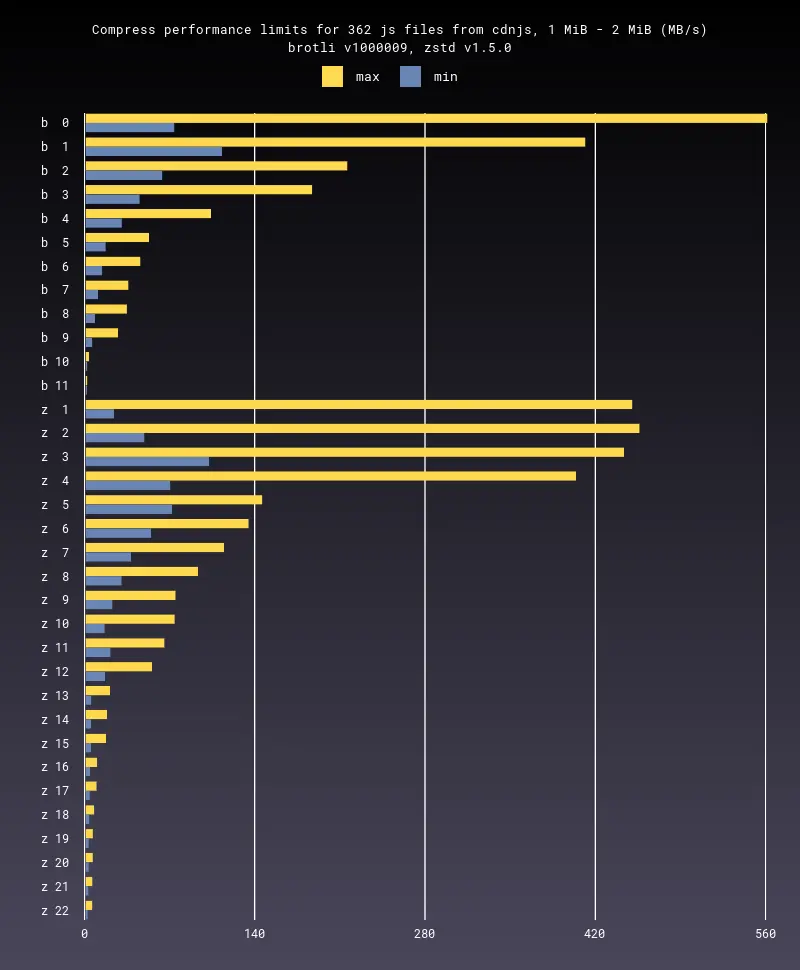 Compress performance limits for 362 js files from cdnjs, 1 MiB - 2 MiB (MB/s)
brotli v1000009, zstd v1.5.0
max min
b 0
b 1
b 2
b 3
b 4
b 5
b 6
b 7
b 8
b 9
b 10
b 11
z 1
z 2
z 3
z 4
z 5
z 6
z 7
z 8
z 9
z 10
z 11
z 12
z 13
z 14
z 15
z 16
z 17
z 18
z 19
z 20
z 21
z 22
0 140 280 420 560